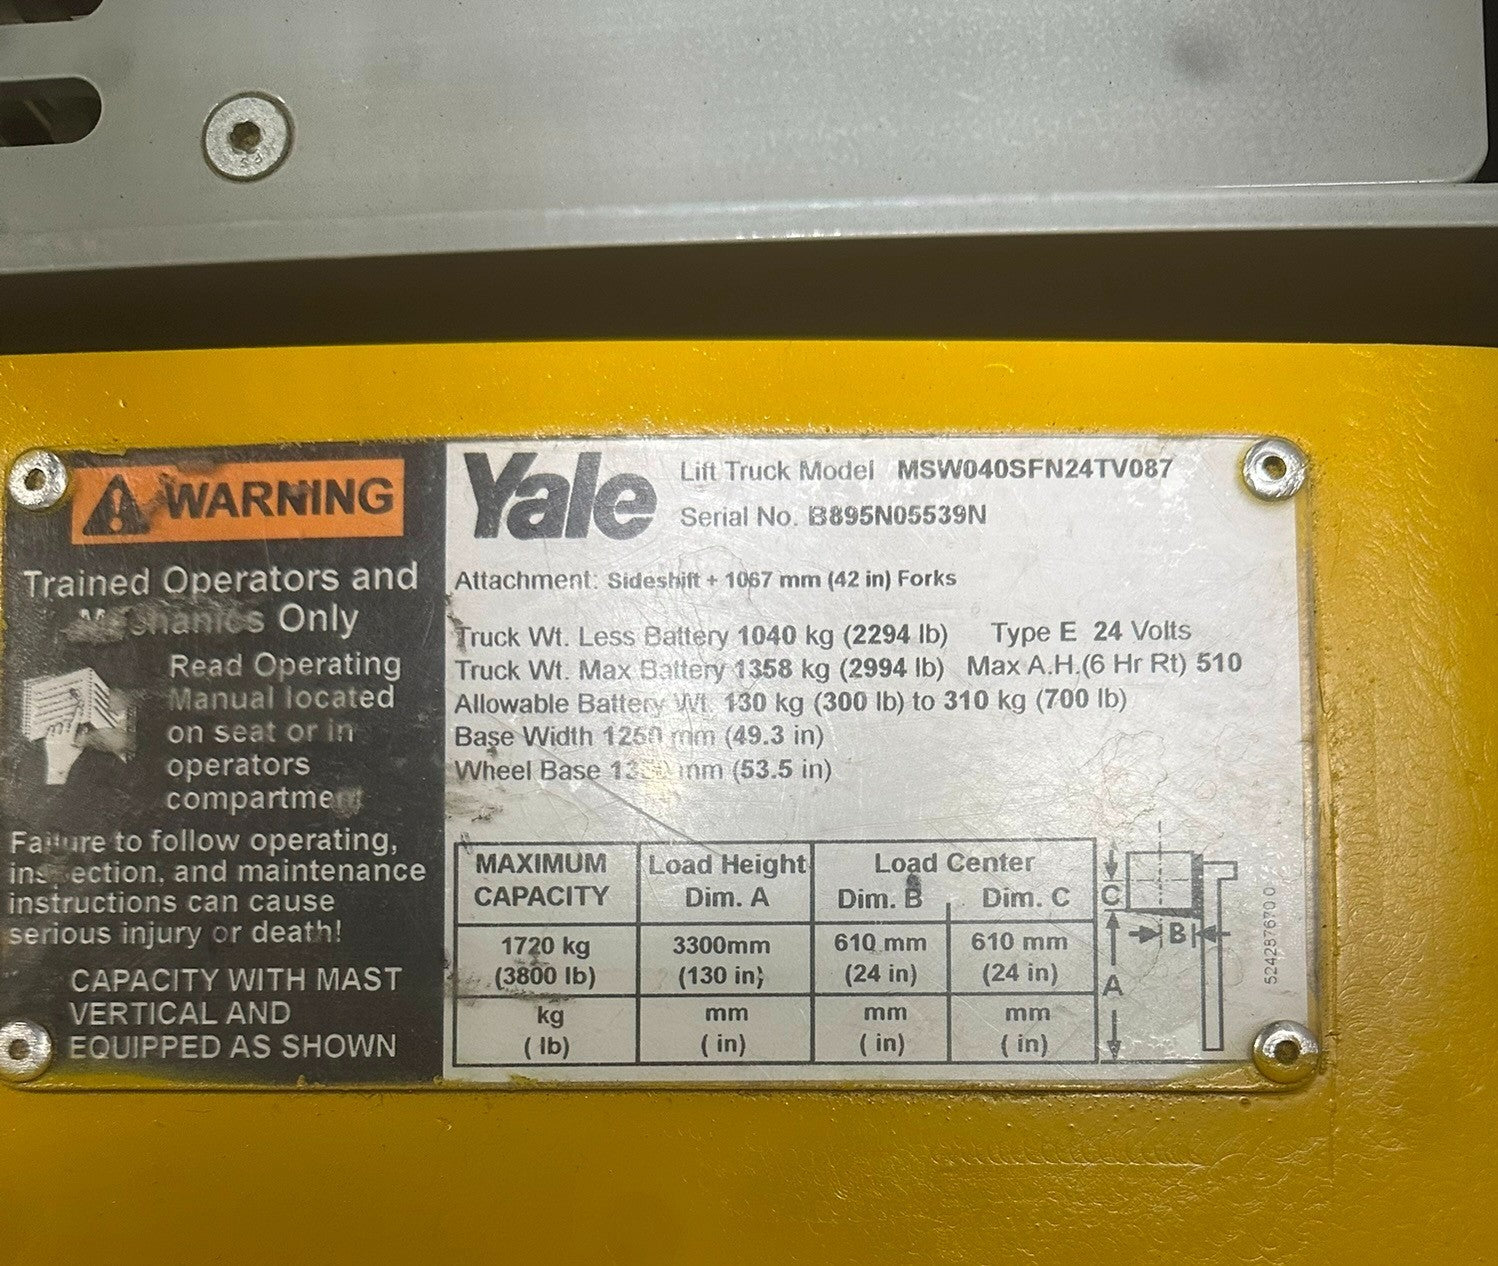 WARNING
Trained Operators and
Mechanics Only
Read Operating
Manual located
on seat or in
operators
compartment
Failure to follow operating,
inspection, and maintenance
instructions can cause
serious injury or death!
CAPACITY WITH MAST
VERTICAL AND
EQUIPPED AS SHOWN
Yale
Lift Truck Model MSW040SFN24TV087
Serial No. B895N05539N
Attachment: Sideshift + 1067 mm (42 in) Forks
Truck Wt. Less Battery 1040 kg (2294 lb) Type E 24 Volts
Truck Wt. Max Battery 1358 kg (2994 lb) Max A.H.(6 Hr Rt) 510
Allowable Battery Wt. 130 kg (300 lb) to 310 kg (700 lb)
Base Width mm (49.3 in)
Wheel Base mm (53.5 in)
MAXIMUM CAPACITY Load Height Dim. A Load Center Dim. B Dim. C
1720 kg 3300mm 610 mm 610 mm
(3800 lb) (130 in) (24 in) (24 in)
kg mm mm mm
( lb) ( in) ( in) ( in)
C
B
A
524287670 0